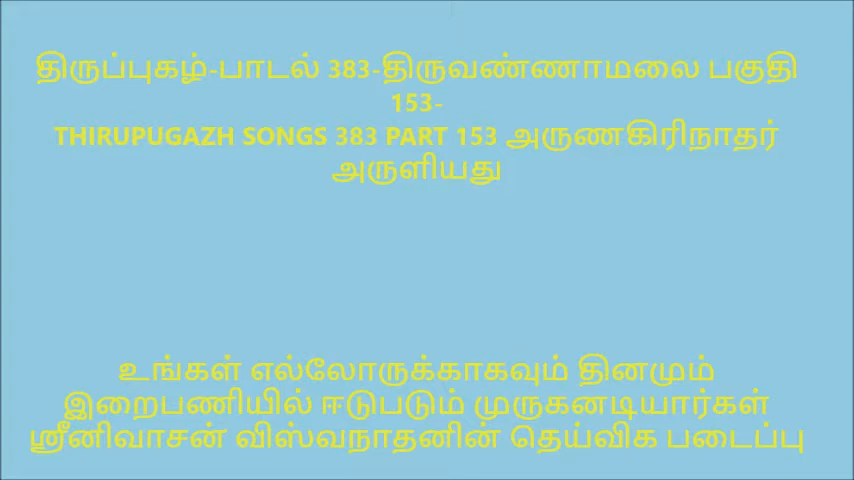 திருப்புகழ்-பாடல் 383-திருவண்ணாமலை பகுதி
153-
THIRUPUGAZH SONGS 383 PART 153 அருணகிரிநாதர்
அருளியது
உங்கள் எல்லோருக்காகவும் தினமும்
இறைபணியில் ஈடுபடும் முருகனடியார்கள்
ஸ்ரீனிவாசன் விஸ்வநாதனின் தெய்விக படைப்பு